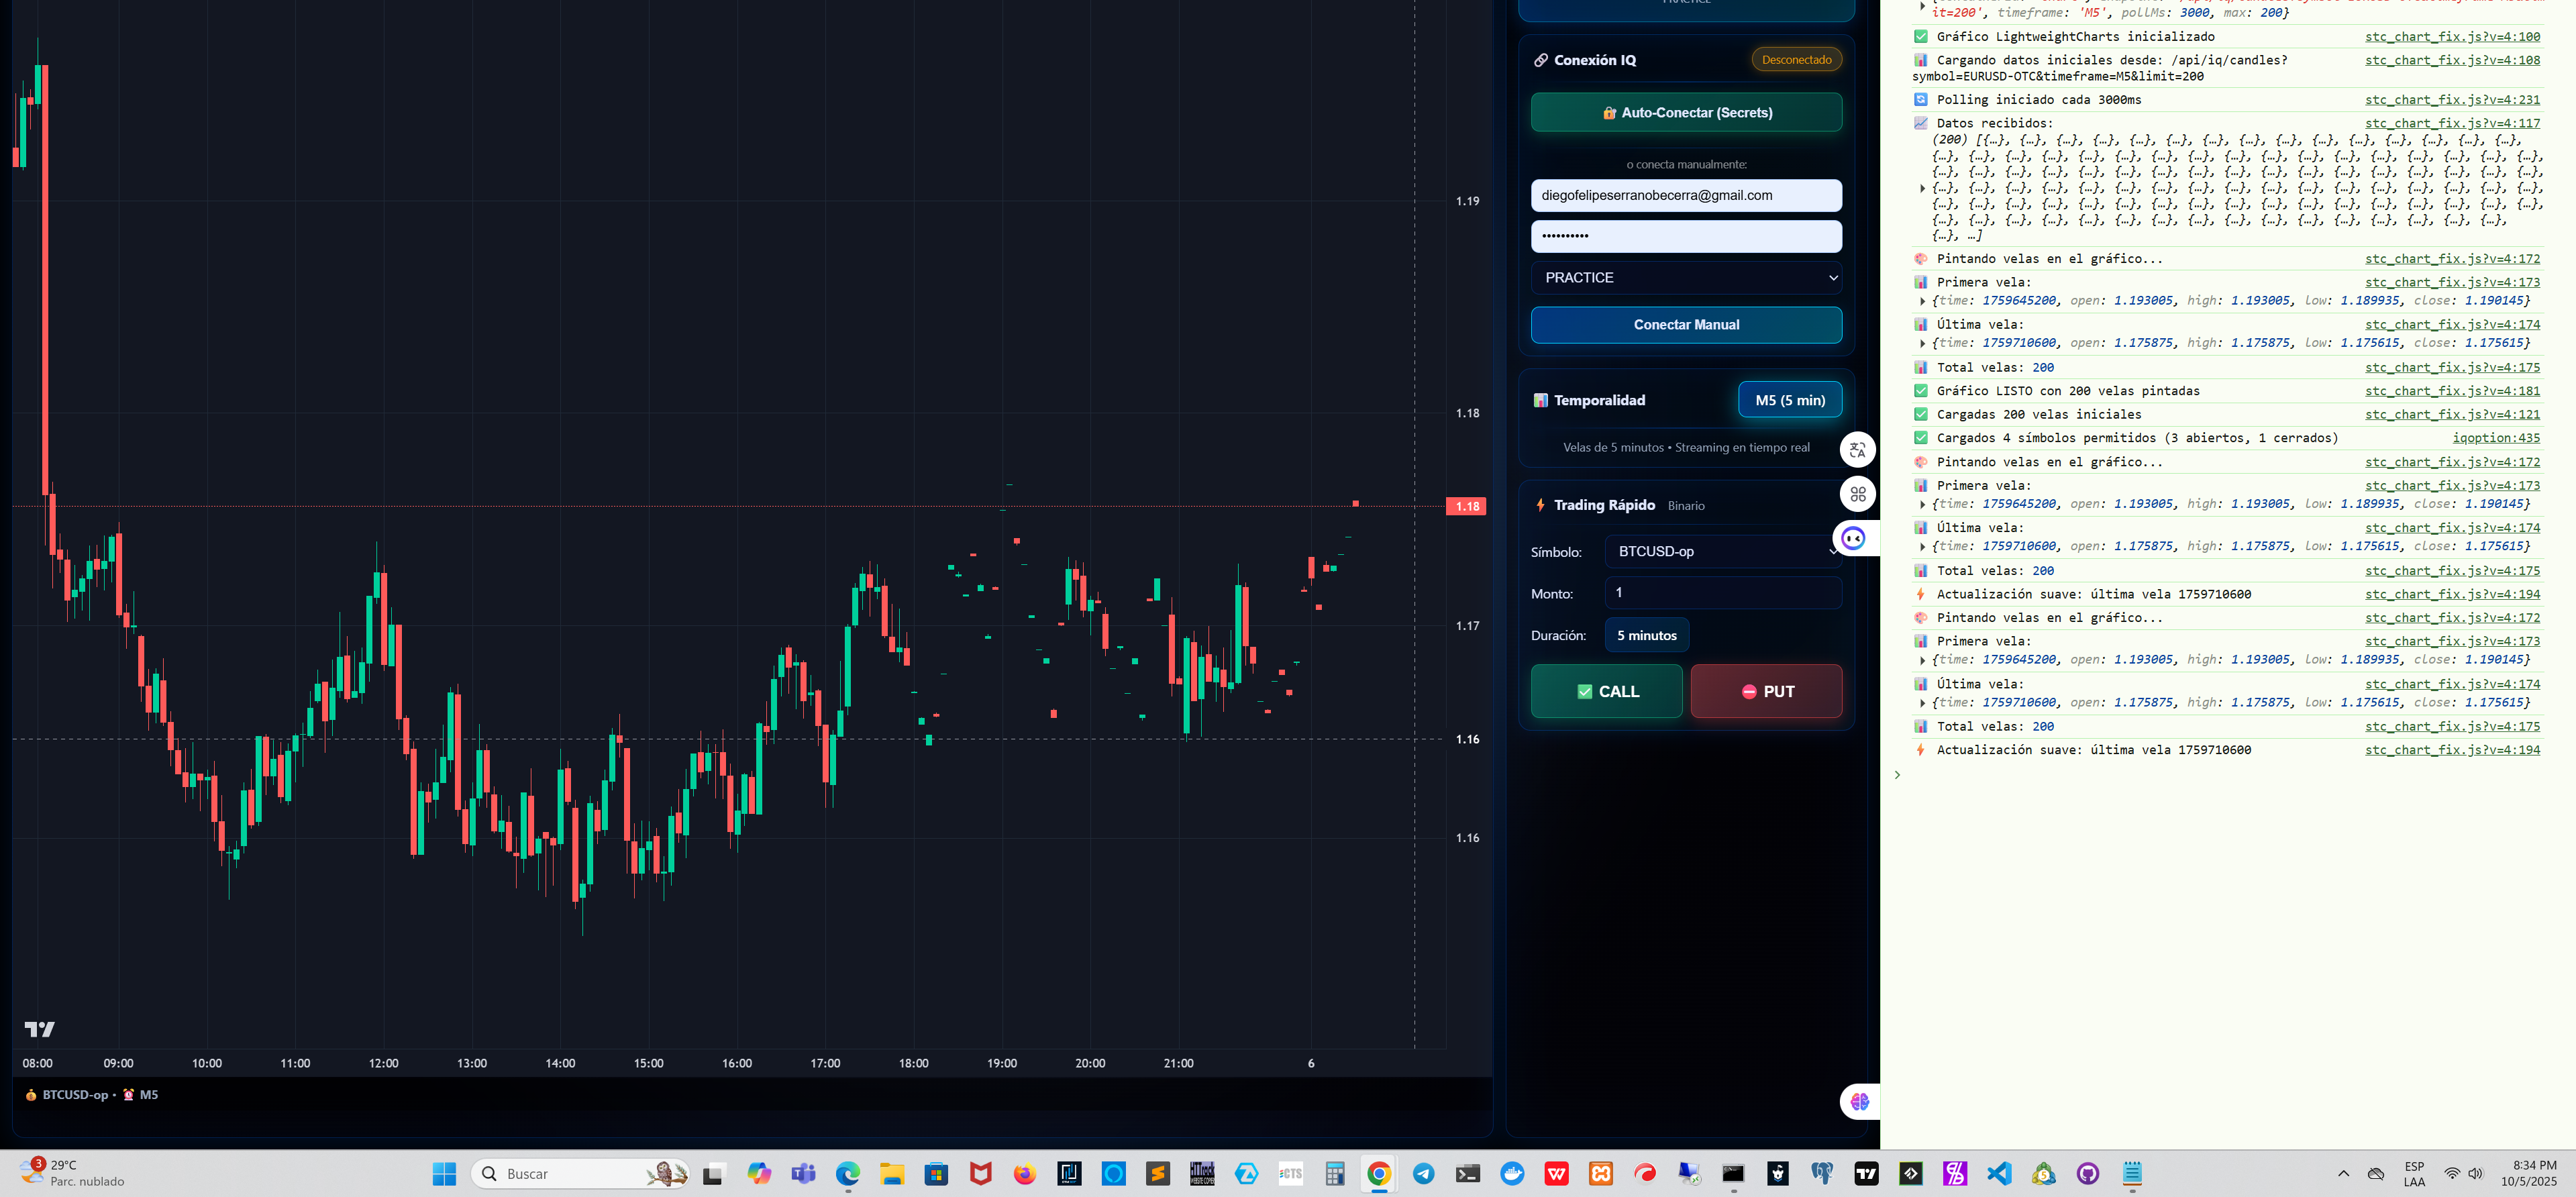 PRACTICE
🔗 Conexión IQ
Desconectado
🔐 Auto-Conectar (Secrets)
o conecta manualmente:
diegofelipeserranobecerra@gmail.com
••••••••••
PRACTICE
Conectar Manual
📊 Temporalidad
M5 (5 min)
Velas de 5 minutos • Streaming en tiempo real
⚡ Trading Rápido Binario
Símbolo: BTCUSD-op
Monto: 1
Duración: 5 minutos
✅ CALL
⛔ PUT
1.19
1.18
1.18
1.17
1.16
1.16
08:00 09:00 10:00 11:00 12:00 13:00 14:00 15:00 16:00 17:00 18:00 19:00 20:00 21:00 6
💰 BTCUSD-op • ⏰ M5
it=200', timeframe: 'M5', pollMs: 3000, max: 200}
✅ Gráfico LightweightCharts inicializado stc_chart_fix.js?v=4:100
📊 Cargando datos iniciales desde: /api/iq/candles? stc_chart_fix.js?v=4:108
symbol=EURUSD-OTC&timeframe=M5&limit=200
🔄 Polling iniciado cada 3000ms stc_chart_fix.js?v=4:231
📈 Datos recibidos: stc_chart_fix.js?v=4:117
(200) [{…}, {…}, {…}, {…}, {…}, {…}, {…}, {…}, {…}, {…}, {…}, {…}, {…}, {…}, {…},
{…}, {…}, {…}, {…}, {…}, {…}, {…}, {…}, {…}, {…}, {…}, {…}, {…}, {…}, {…}, {…}, {…},
{…}, {…}, {…}, {…}, {…}, {…}, {…}, {…}, {…}, {…}, {…}, {…}, {…}, {…}, {…}, {…}, {…},
{…}, {…}, {…}, {…}, {…}, {…}, {…}, {…}, {…}, {…}, {…}, {…}, {…}, {…}, {…}, {…}, {…},
{…}, {…}, {…}, {…}, {…}, {…}, {…}, {…}, {…}, {…}, {…}, {…}, {…}, {…}, {…}, {…}, {…},
{…}, {…}, {…}, {…}, {…}, {…}, {…}, {…}, {…}, {…}, {…}, {…}, {…}, {…}, {…}, {…},
{…}, …]
🎨 Pintando velas en el gráfico... stc_chart_fix.js?v=4:172
📊 Primera vela: stc_chart_fix.js?v=4:173
{time: 1759645200, open: 1.193005, high: 1.193005, low: 1.189935, close: 1.190145}
📊 Última vela: stc_chart_fix.js?v=4:174
{time: 1759710600, open: 1.175875, high: 1.175875, low: 1.175615, close: 1.175615}
📊 Total velas: 200 stc_chart_fix.js?v=4:175
✅ Gráfico LISTO con 200 velas pintadas stc_chart_fix.js?v=4:181
✅ Cargadas 200 velas iniciales stc_chart_fix.js?v=4:121
✅ Cargados 4 símbolos permitidos (3 abiertos, 1 cerrados) iqoption:435
🎨 Pintando velas en el gráfico... stc_chart_fix.js?v=4:172
📊 Primera vela: stc_chart_fix.js?v=4:173
{time: 1759645200, open: 1.193005, high: 1.193005, low: 1.189935, close: 1.190145}
📊 Última vela: stc_chart_fix.js?v=4:174
{time: 1759710600, open: 1.175875, high: 1.175875, low: 1.175615, close: 1.175615}
📊 Total velas: 200 stc_chart_fix.js?v=4:175
⚡ Actualización suave: última vela 1759710600 stc_chart_fix.js?v=4:194
🎨 Pintando velas en el gráfico... stc_chart_fix.js?v=4:172
📊 Primera vela: stc_chart_fix.js?v=4:173
{time: 1759645200, open: 1.193005, high: 1.193005, low: 1.189935, close: 1.190145}
📊 Última vela: stc_chart_fix.js?v=4:174
{time: 1759710600, open: 1.175875, high: 1.175875, low: 1.175615, close: 1.175615}
📊 Total velas: 200 stc_chart_fix.js?v=4:175
⚡ Actualización suave: última vela 1759710600 stc_chart_fix.js?v=4:194
3
29°C
Parc. nublado
Buscar
ESP
LAA
8:34 PM
10/5/2025